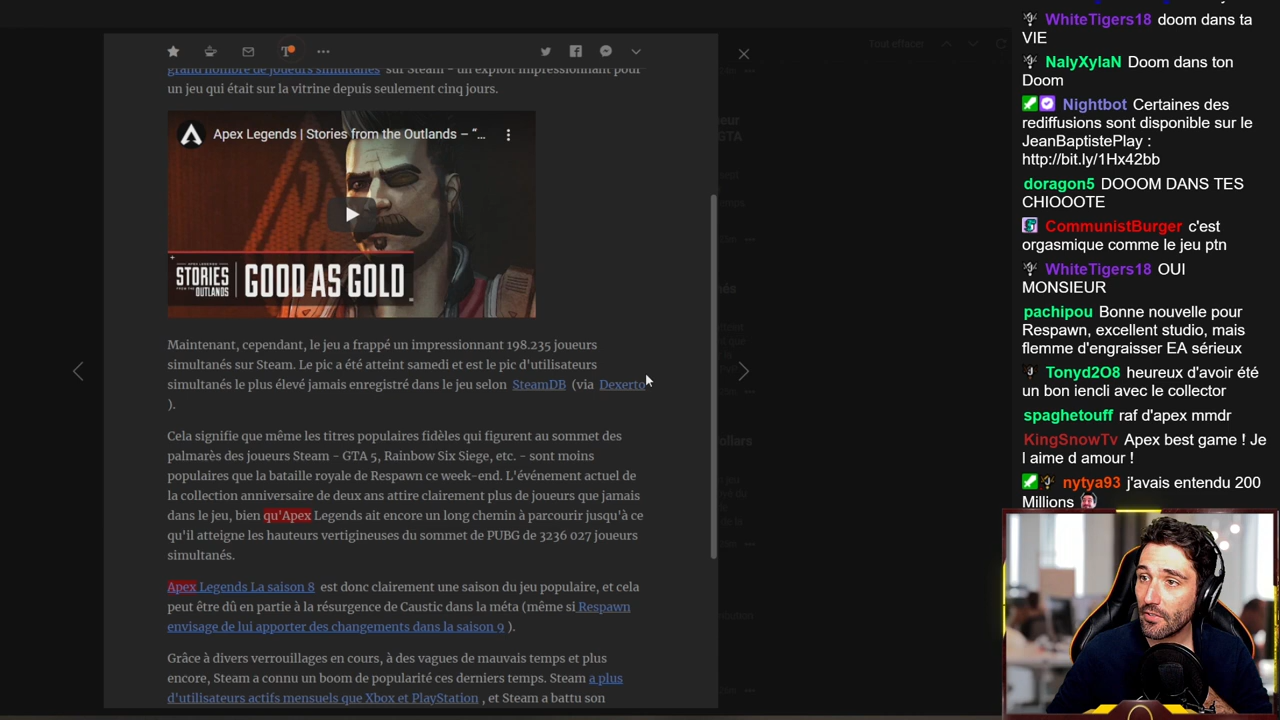 grand nombre de joueurs simultanés sur Steam - un exploit impressionnant pour
un jeu qui était sur la vitrine depuis seulement cinq jours.
Apex Legends | Stories from the Outlands – “...
STORIES
FROM THE
OUTLANDS
GOOD AS GOLD
Maintenant, cependant, le jeu a frappé un impressionnant 198.235 joueurs
simultanés sur Steam. Le pic a été atteint samedi et est le pic d'utilisateurs
simultanés le plus élevé jamais enregistré dans le jeu selon SteamDB (via Dexerto
).
Cela signifie que même les titres populaires fidèles qui figurent au sommet des
palmarès des joueurs Steam - GTA 5, Rainbow Six Siege, etc. - sont moins
populaires que la bataille royale de Respawn ce week-end. L'événement actuel de
la collection anniversaire de deux ans attire clairement plus de joueurs que jamais
dans le jeu, bien qu'Apex Legends ait encore un long chemin à parcourir jusqu'à ce
qu'il atteigne les hauteurs vertigineuses du sommet de PUBG de 3236 027 joueurs
simultanés.
Apex Legends La saison 8 est donc clairement une saison du jeu populaire, et cela
peut être dû en partie à la résurgence de Caustic dans la méta (même si Respawn
envisage de lui apporter des changements dans la saison 9 ).
Grâce à divers verrouillages en cours, à des vagues de mauvais temps et plus
encore, Steam a connu un boom de popularité ces derniers temps. Steam a plus
d'utilisateurs actifs mensuels que Xbox et PlayStation , et Steam a battu son
Tout effacer
GTA
WhiteTigers18 doom dans ta
VIE
NalyXylaN Doom dans ton
Doom
Nightbot Certaines des
rediffusions sont disponible sur le
JeanBaptistePlay :
http://bit.ly/1Hx42bb
doragon5 DOOOM DANS TES
CHIOOOTE
CommunistBurger c'est
orgasmique comme le jeu ptn
WhiteTigers18 OUI
MONSIEUR
pachipou Bonne nouvelle pour
Respawn, excellent studio, mais
flemme d'engraisser EA sérieux
Tonyd2O8 heureux d'avoir été
un bon iencli avec le collector
spaghetouff raf d'apex mmdr
KingSnowTv Apex best game ! Je
l aime d amour !
nytya93 j'avais entendu 200
Millions